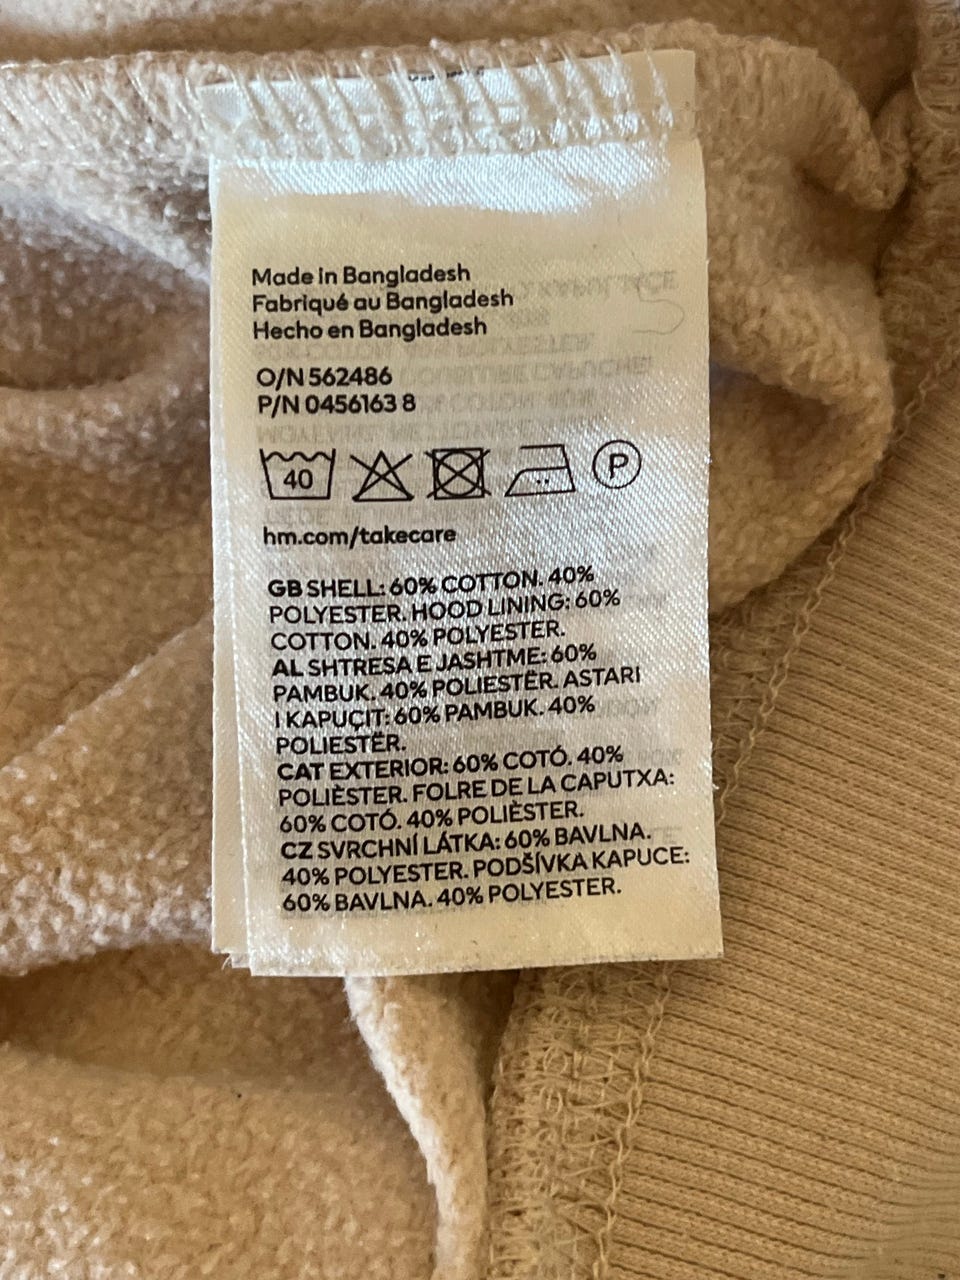 Made in Bangladesh
Fabriqué au Bangladesh
Hecho en Bangladesh
O/N 562486
P/N 0456163 8
40 P
hm.com/takecare
GB SHELL: 60% COTTON. 40%
POLYESTER. HOOD LINING: 60%
COTTON. 40% POLYESTER.
AL SHTRESA E JASHTME: 60%
PAMBUK. 40% POLIESTËR. ASTARI
I KAPUÇIT: 60% PAMBUK. 40%
POLIESTËR.
CAT EXTERIOR: 60% COTÓ. 40%
POLIÈSTER. FOLRE DE LA CAPUTXA:
60% COTÓ. 40% POLIÈSTER.
CZ SVRCHNÍ LÁTKA: 60% BAVLNA.
40% POLYESTER. PODŠÍVKA KAPUCE:
60% BAVLNA. 40% POLYESTER.